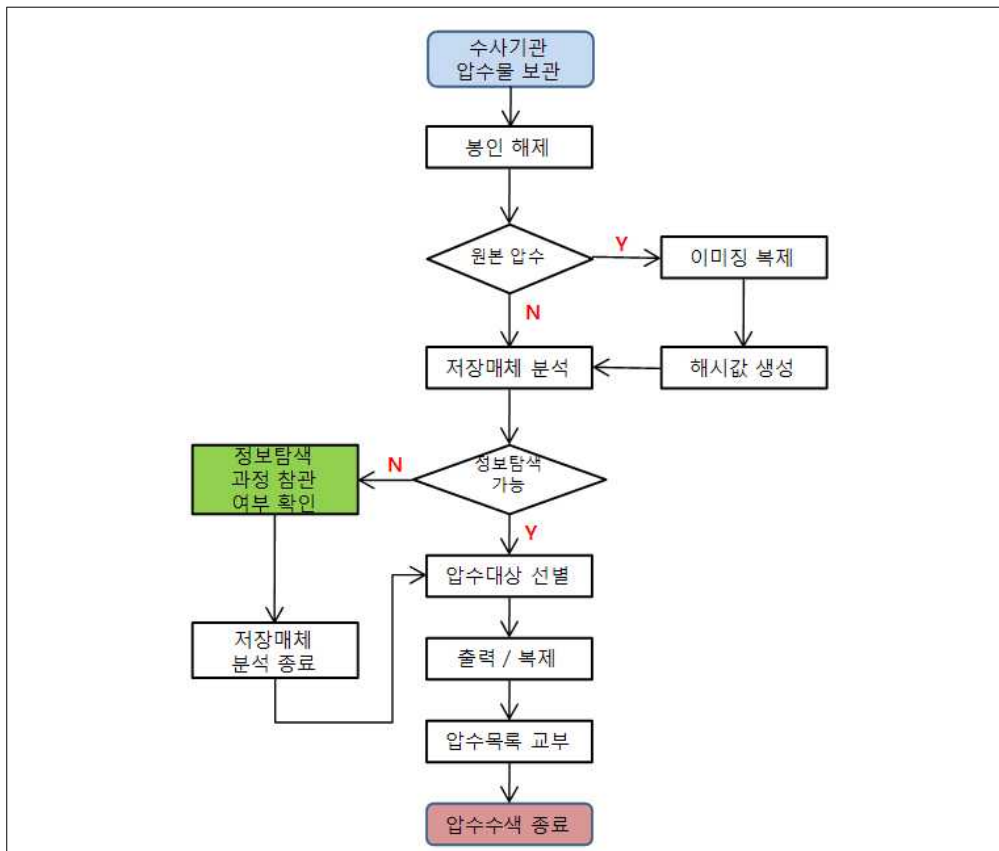 수사기관
압수물 보관
봉인 해제
원본 압수
Y
이미징 복제
N
저장매체 분석
해시값 생성
정보탐색
과정 참관
여부 확인
N
정보탐색
가능
Y
압수대상 선별
저장매체
분석 종료
출력 / 복제
압수목록 교부
압수수색 종료